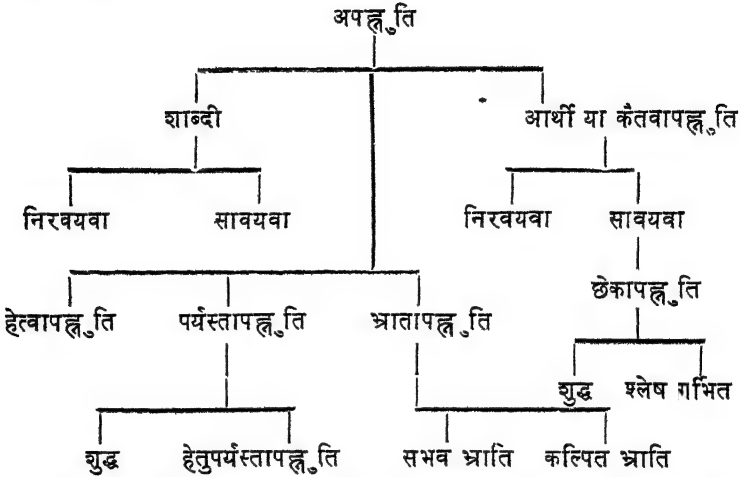 अपह्नुति
शाब्दी आर्थी या कैतवापह्नुति
निरवयवा सावयवा निरवयवा सावयवा
छेकापह्नुति
हेत्वापह्नुति पर्यस्तापह्नुति भ्रातापह्नुति
शुद्ध श्लेष गर्भित
शुद्ध हेतुपर्यस्तापह्नुति सभव भ्राति कल्पित भ्राति